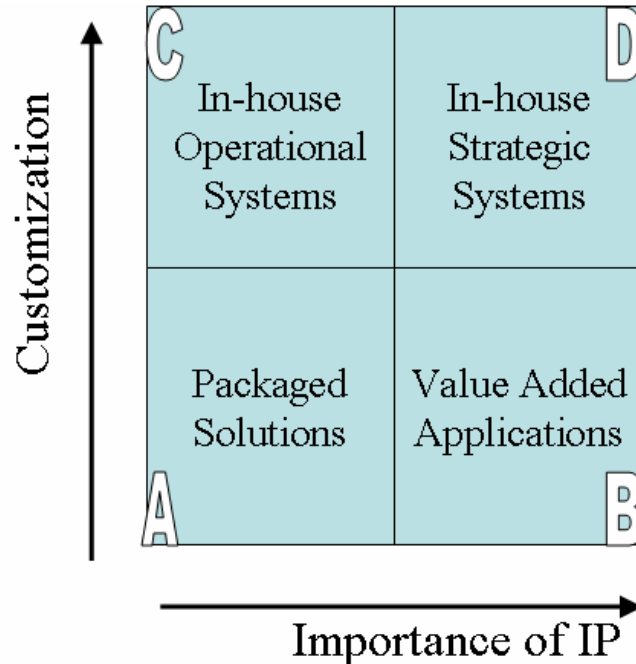 C
D
In-house
Operational
Systems
In-house
Strategic
Systems
Customization
Packaged
Solutions
Value Added
Applications
A
B
Importance of IP